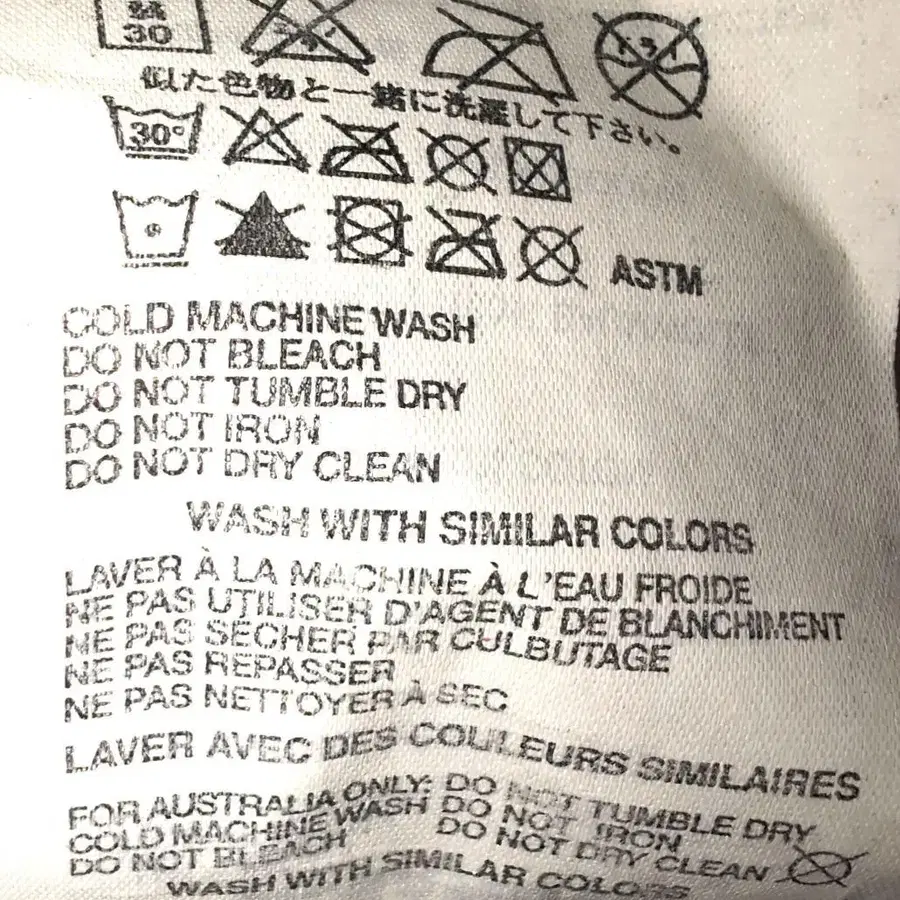 30
似た色物と一緒に洗濯して下さい。
30°
ASTM
COLD MACHINE WASH
DO NOT BLEACH
DO NOT TUMBLE DRY
DO NOT IRON
DO NOT DRY CLEAN
WASH WITH SIMILAR COLORS
LAVER À LA MACHINE À L'EAU FROIDE
NE PAS UTILISER D'AGENT DE BLANCHIMENT
NE PAS SÉCHER PAR CULBUTAGE
NE PAS REPASSER
NE PAS NETTOYER À SEC
LAVER AVEC DES COULEURS SIMILAIRES
FOR AUSTRALIA ONLY: DO NOT TUMBLE DRY
COLD MACHINE WASH DO NOT IRON
DO NOT BLEACH DO NOT DRY CLEAN
WASH WITH SIMILAR COLORS